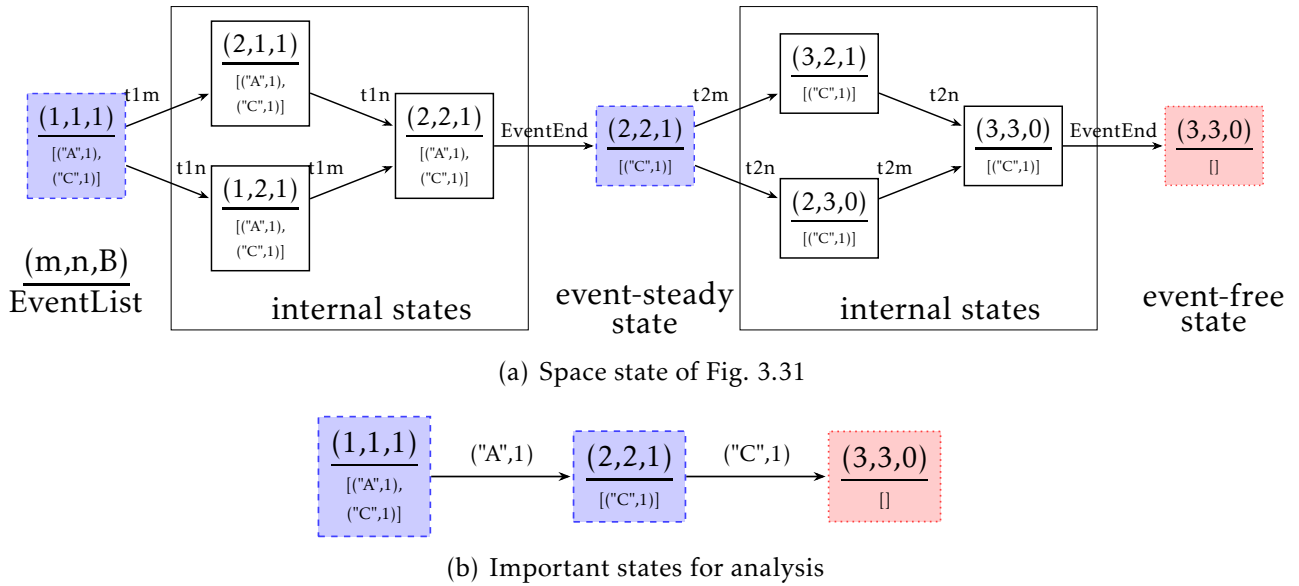 (1,1,1)
[("A",1),
("C",1)]
t1m
t1n
(2,1,1)
[("A",1),
("C",1)]
(1,2,1)
[("A",1),
("C",1)]
t1n
t1m
(2,2,1)
[("A",1),
("C",1)]
EventEnd
(2,2,1)
[("C",1)]
t2m
t2n
(3,2,1)
[("C",1)]
(2,3,0)
[("C",1)]
t2n
t2m
(3,3,0)
[("C",1)]
EventEnd
(3,3,0)
[]
(m,n,B)
EventList
internal states
event-steady
state
internal states
event-free
state
(a) Space state of Fig. 3.31
(1,1,1)
[("A",1),
("C",1)]
("A",1)
(2,2,1)
[("C",1)]
("C",1)
(3,3,0)
[]
(b) Important states for analysis